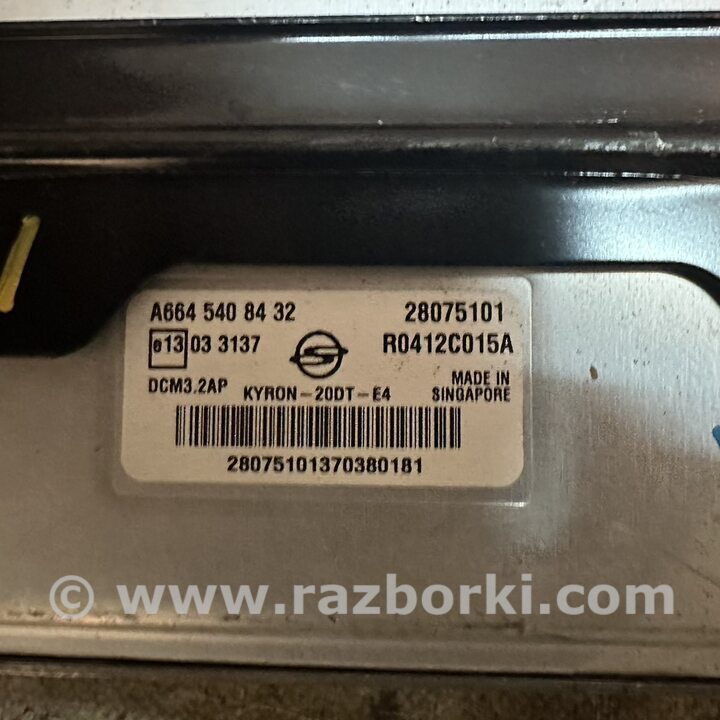 A664 540 84 32 28075101
e13 03 3137 R0412C015A
DCM3.2AP KYRON-20DT-E4 MADE IN SINGAPORE
28075101370380181
© www.razborki.com